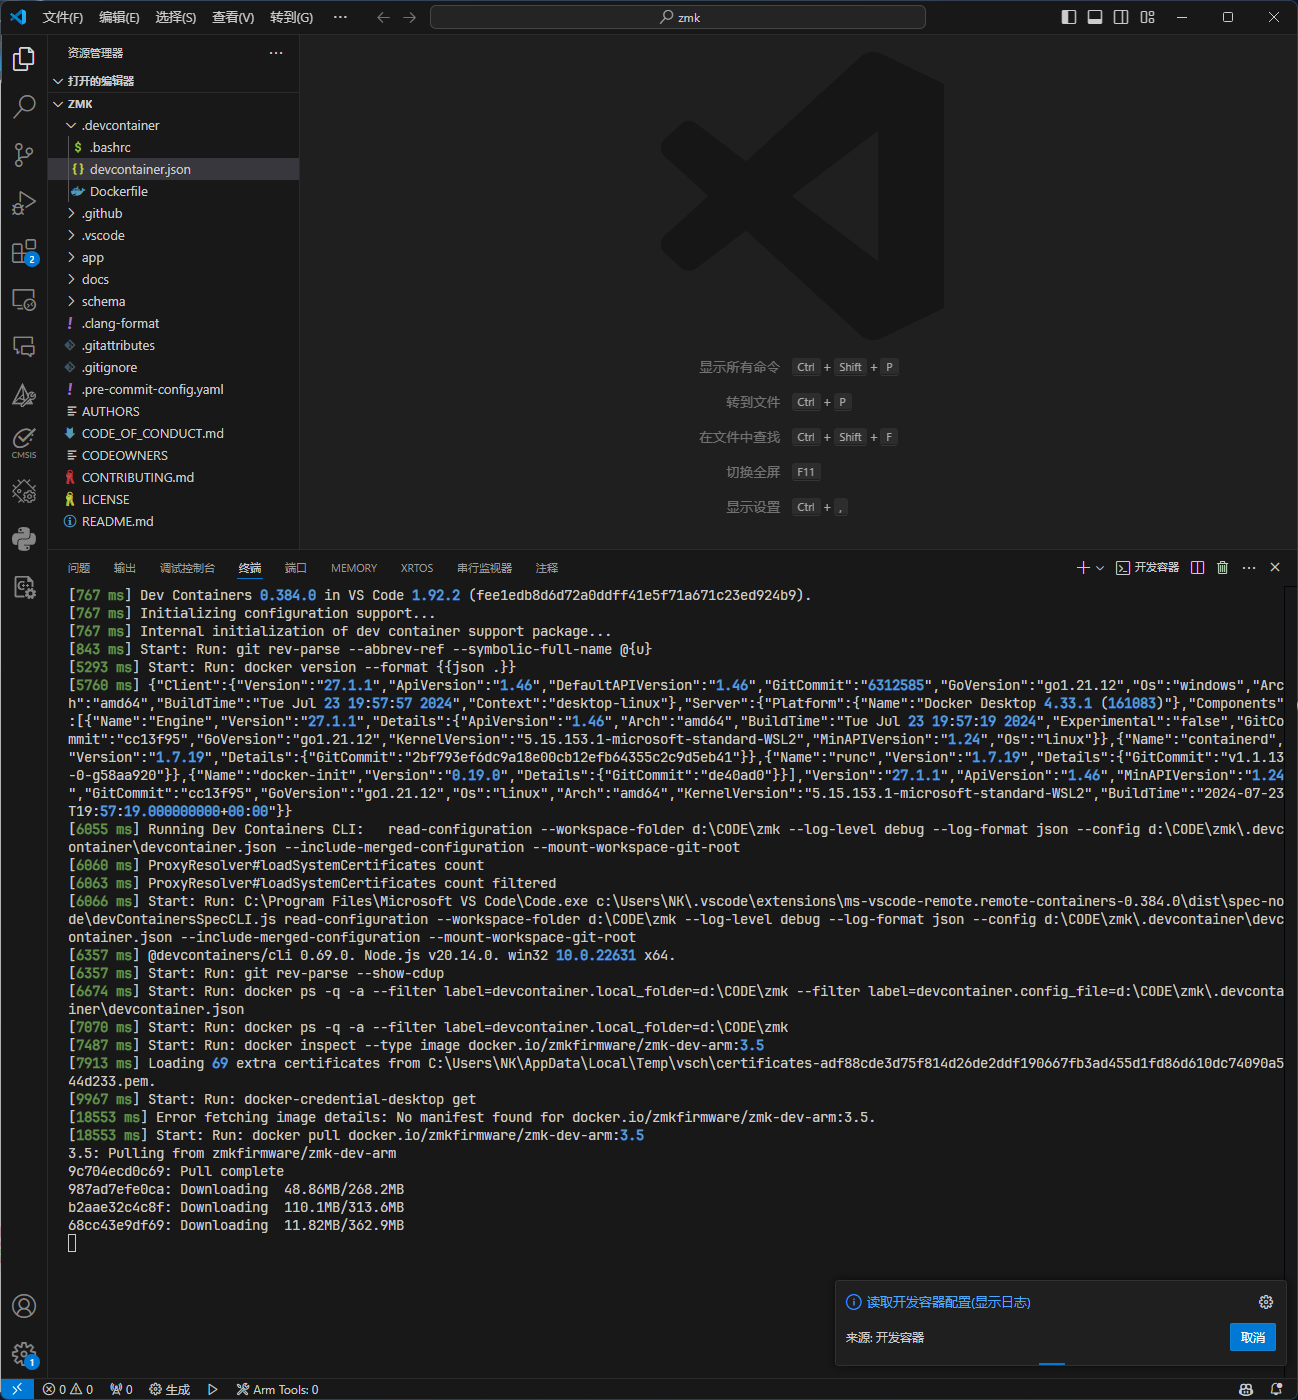 文件(F) 编辑(E) 选择(S) 查看(V) 转到(G) ··· zmk
资源管理器 ···
打开的编辑器
ZMK
.devcontainer
$ .bashrc
{} devcontainer.json
Dockerfile
.github
.vscode
2
app
docs
schema
! .clang-format
.gitattributes
.gitignore
! .pre-commit-config.yaml
AUTHORS
CODE_OF_CONDUCT.md
CODEOWNERS
CMSIS
CONTRIBUTING.md
LICENSE
README.md
显示所有命令 Ctrl + Shift + P
转到文件 Ctrl + P
在文件中查找 Ctrl + Shift + F
切换全屏 F11
显示设置 Ctrl + ,
问题 输出 调试控制台 终端 端口 MEMORY XRTOS 串行监视器 注释 开发容器 ···
[767 ms] Dev Containers 0.384.0 in VS Code 1.92.2 (fee1edb8d6d72a0ddff41e5f71a671c23ed924b9).
[767 ms] Initializing configuration support...
[767 ms] Internal initialization of dev container support package...
[843 ms] Start: Run: git rev-parse --abbrev-ref --symbolic-full-name @{u}
[5293 ms] Start: Run: docker version --format {{json .}}
[5760 ms] {"Client":{"Version":"27.1.1","ApiVersion":"1.46","DefaultAPIVersion":"1.46","GitCommit":"6312585","GoVersion":"go1.21.12","Os":"windows","Arc
h":"amd64","BuildTime":"Tue Jul 23 19:57:57 2024","Context":"desktop-linux"},"Server":{"Platform":{"Name":"Docker Desktop 4.33.1 (161083)"},"Components"
:[{"Name":"Engine","Version":"27.1.1","Details":{"ApiVersion":"1.46","Arch":"amd64","BuildTime":"Tue Jul 23 19:57:19 2024","Experimental":"false","GitCo
mmit":"cc13f95","GoVersion":"go1.21.12","KernelVersion":"5.15.153.1-microsoft-standard-WSL2","MinAPIVersion":"1.24","Os":"linux"}},{"Name":"containerd",
"Version":"1.7.19","Details":{"GitCommit":"2bf793ef6dc9a18e00cb12efb64355c2c9d5eb41"}},{"Name":"runc","Version":"1.7.19","Details":{"GitCommit":"v1.1.13
-0-g58aa920"}},{"Name":"docker-init","Version":"0.19.0","Details":{"GitCommit":"de40ad0"}}],"Version":"27.1.1","ApiVersion":"1.46","MinAPIVersion":"1.24
","GitCommit":"cc13f95","GoVersion":"go1.21.12","Os":"linux","Arch":"amd64","KernelVersion":"5.15.153.1-microsoft-standard-WSL2","BuildTime":"2024-07-23
T19:57:19.000000000+00:00"}}
[6055 ms] Running Dev Containers CLI:   read-configuration --workspace-folder d:\CODE\zmk --log-level debug --log-format json --config d:\CODE\zmk\.devc
ontainer\devcontainer.json --include-merged-configuration --mount-workspace-git-root
[6060 ms] ProxyResolver#loadSystemCertificates count
[6063 ms] ProxyResolver#loadSystemCertificates count filtered
[6066 ms] Start: Run: C:\Program Files\Microsoft VS Code\Code.exe c:\Users\NK\.vscode\extensions\ms-vscode-remote.remote-containers-0.384.0\dist\spec-no
de\devContainersSpecCLI.js read-configuration --workspace-folder d:\CODE\zmk --log-level debug --log-format json --config d:\CODE\zmk\.devcontainer\devc
ontainer.json --include-merged-configuration --mount-workspace-git-root
[6357 ms] @devcontainers/cli 0.69.0. Node.js v20.14.0. win32 10.0.22631 x64.
[6357 ms] Start: Run: git rev-parse --show-cdup
[6674 ms] Start: Run: docker ps -q -a --filter label=devcontainer.local_folder=d:\CODE\zmk --filter label=devcontainer.config_file=d:\CODE\zmk\.devconta
iner\devcontainer.json
[7070 ms] Start: Run: docker ps -q -a --filter label=devcontainer.local_folder=d:\CODE\zmk
[7487 ms] Start: Run: docker inspect --type image docker.io/zmkfirmware/zmk-dev-arm:3.5
[7913 ms] Loading 69 extra certificates from C:\Users\NK\AppData\Local\Temp\vsch\certificates-adf88cde3d75f814d26de2ddf190667fb3ad455d1fd86d610dc74090a5
44d233.pem.
[9967 ms] Start: Run: docker-credential-desktop get
[18553 ms] Error fetching image details: No manifest found for docker.io/zmkfirmware/zmk-dev-arm:3.5.
[18553 ms] Start: Run: docker pull docker.io/zmkfirmware/zmk-dev-arm:3.5
3.5: Pulling from zmkfirmware/zmk-dev-arm
9c704ecd0c69: Pull complete
987ad7efe0ca: Downloading  48.86MB/268.2MB
b2aae32c4c8f: Downloading  110.1MB/313.6MB
68cc43e9df69: Downloading  11.82MB/362.9MB
读取开发容器配置(显示日志)
来源: 开发容器 取消
1
0 0 0 生成 Arm Tools: 0